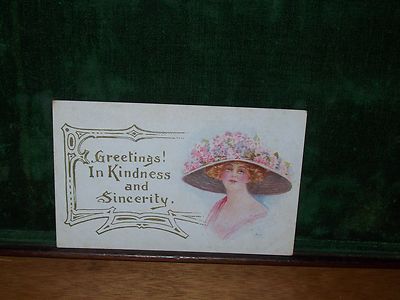 Greetings!
In Kindness
and
Sincerity.